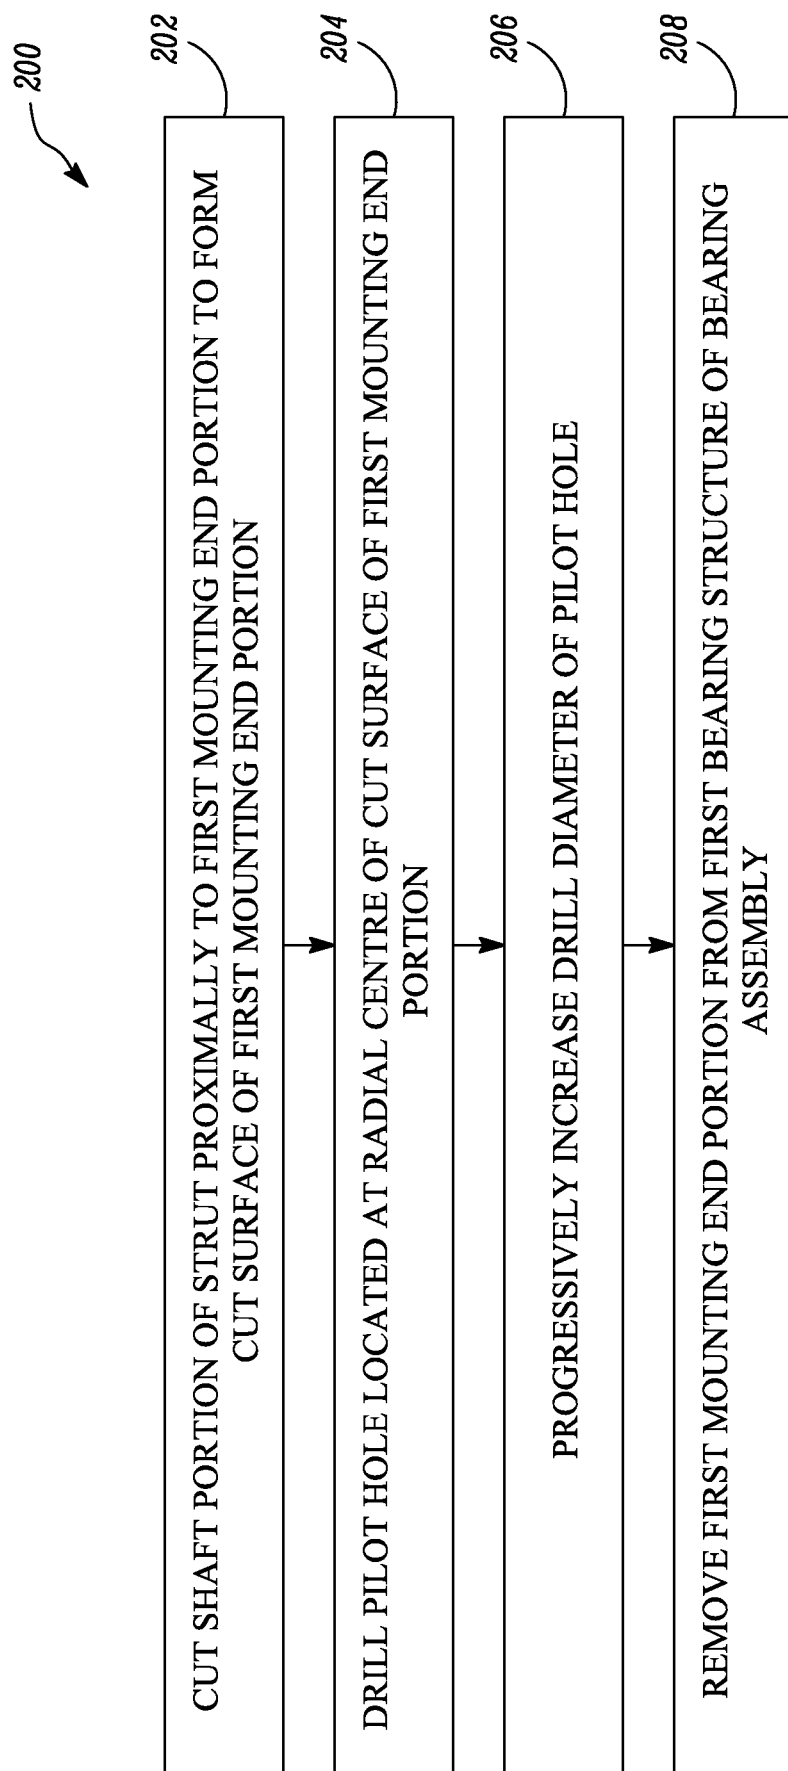 200
202
CUT SHAFT PORTION OF STRUT PROXIMALLY TO FIRST MOUNTING END PORTION TO FORM
CUT SURFACE OF FIRST MOUNTING END PORTION
204
DRILL PILOT HOLE LOCATED AT RADIAL CENTRE OF CUT SURFACE OF FIRST MOUNTING END
PORTION
206
PROGRESSIVELY INCREASE DRILL DIAMETER OF PILOT HOLE
208
REMOVE FIRST MOUNTING END PORTION FROM FIRST BEARING STRUCTURE OF BEARING
ASSEMBLY